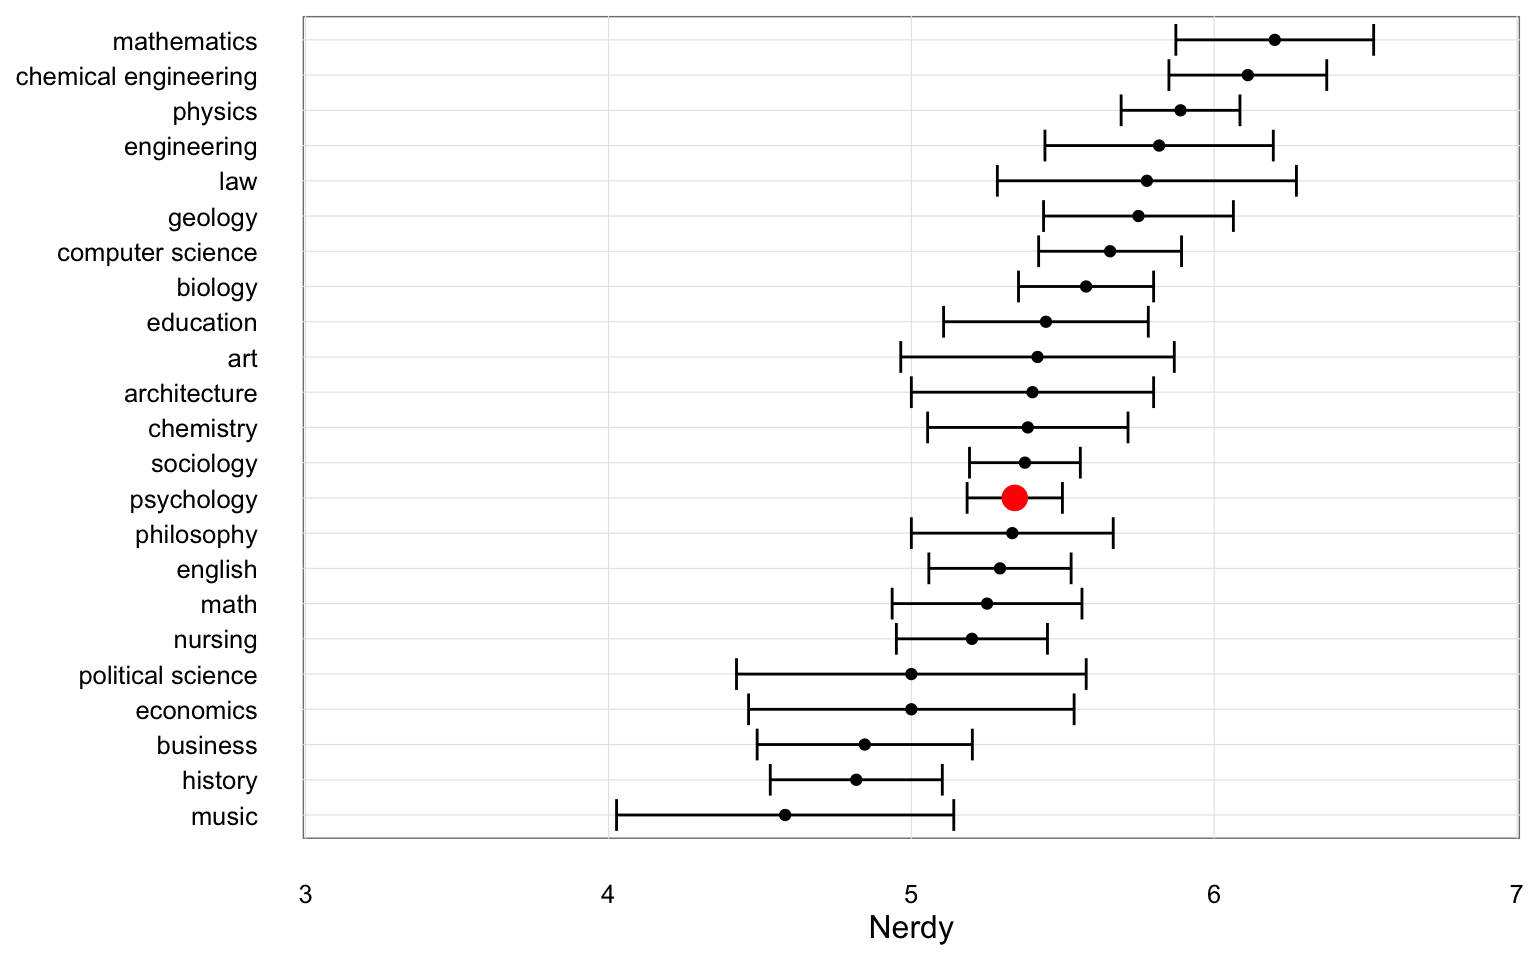 mathematics
chemical engineering
physics
engineering
law
geology
computer science
biology
education
art
architecture
chemistry
sociology
psychology
philosophy
english
math
nursing
political science
economics
business
history
music
3 4 5 6 7
Nerdy